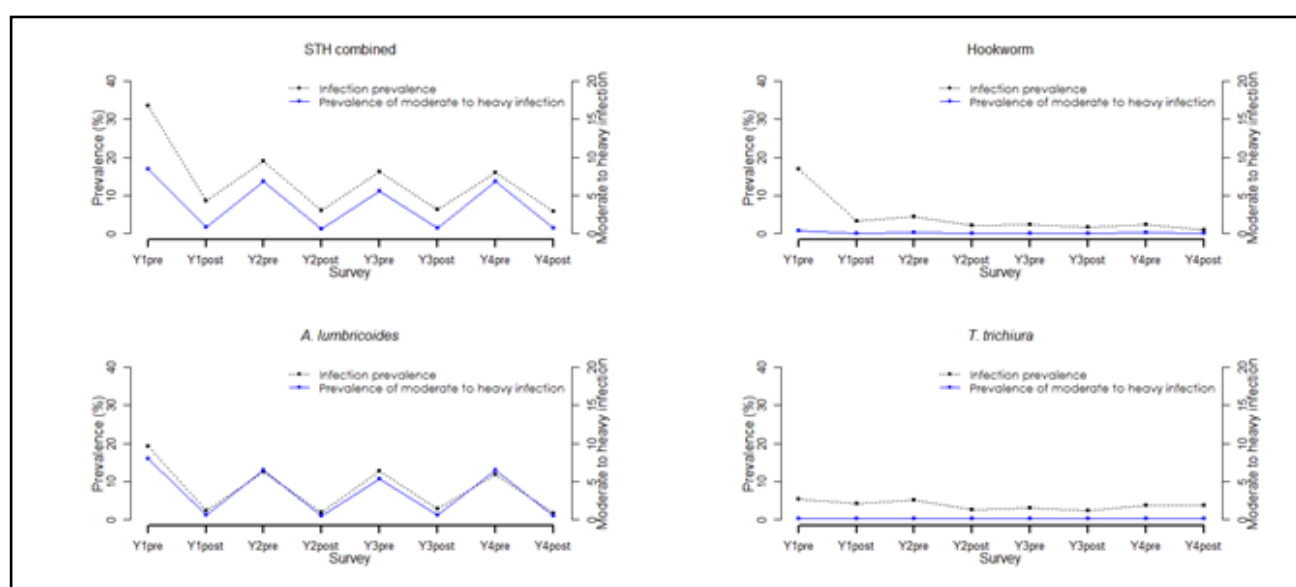 STH combined
Infection prevalence
Prevalence of moderate to heavy infection
Prevalence (%)
0 10 20 30 40
Moderate to heavy infection
0 5 10 15 20
Y1pre Y1post Y2pre Y2post Y3pre Y3post Y4pre Y4post
Survey
Hookworm
Infection prevalence
Prevalence of moderate to heavy infection
Prevalence (%)
0 10 20 30 40
Moderate to heavy infection
0 5 10 15 20
Y1pre Y1post Y2pre Y2post Y3pre Y3post Y4pre Y4post
Survey
A. lumbricoides
Infection prevalence
Prevalence of moderate to heavy infection
Prevalence (%)
0 10 20 30 40
Moderate to heavy infection
0 5 10 15 20
Y1pre Y1post Y2pre Y2post Y3pre Y3post Y4pre Y4post
Survey
T. trichiura
Infection prevalence
Prevalence of moderate to heavy infection
Prevalence (%)
0 10 20 30 40
Moderate to heavy infection
0 5 10 15 20
Y1pre Y1post Y2pre Y2post Y3pre Y3post Y4pre Y4post
Survey